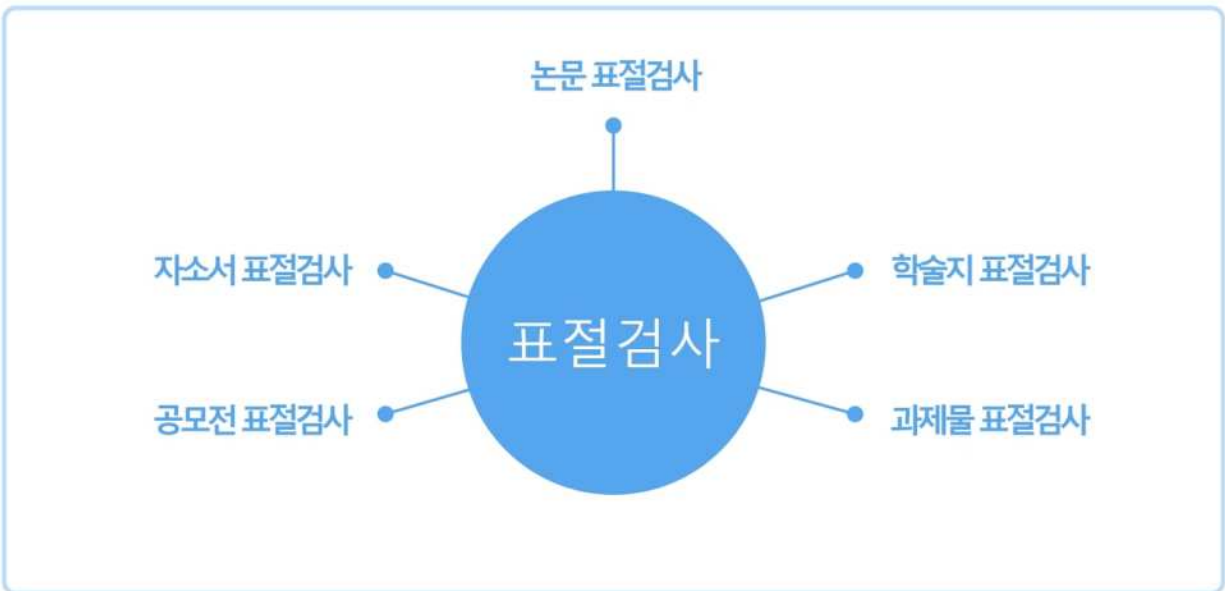 논문 표절검사
자소서 표절검사
학술지 표절검사
표절검사
공모전 표절검사
과제물 표절검사